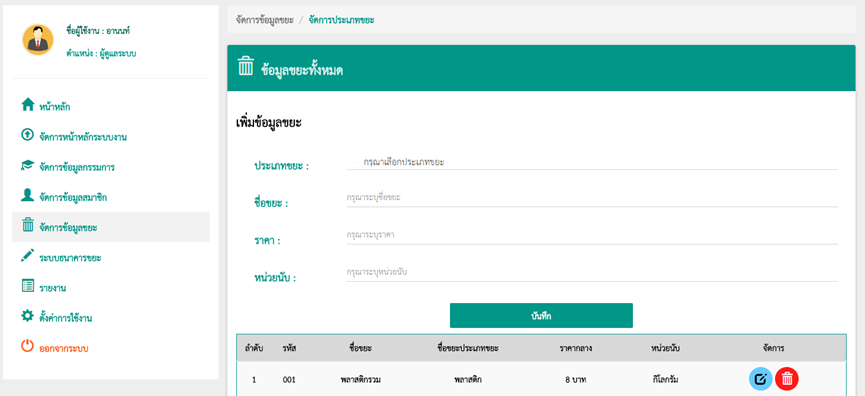 ชื่อผู้ใช้งาน : อานนท์
ตำแหน่ง : ผู้ดูแลระบบ
หน้าหลัก
จัดการหน้าหลักระบบงาน
จัดการข้อมูลกรรมการ
จัดการข้อมูลสมาชิก
จัดการข้อมูลขยะ
ระบบธนาคารขยะ
รายงาน
ตั้งค่าการใช้งาน
ออกจากระบบ
จัดการข้อมูลขยะ / จัดการประเภทขยะ
ข้อมูลขยะทั้งหมด
เพิ่มข้อมูลขยะ
ประเภทขยะ : กรุณาเลือกประเภทขยะ
ชื่อขยะ : กรุณาระบุชื่อขยะ
ราคา : กรุณาระบุราคา
หน่วยนับ : กรุณาระบุหน่วยนับ
บันทึก
ลำดับ รหัส ชื่อขยะ ชื่อขยะประเภทขยะ ราคากลาง หน่วยนับ จัดการ
1 001 พลาสติกรวม พลาสติก 8 บาท กิโลกรัม